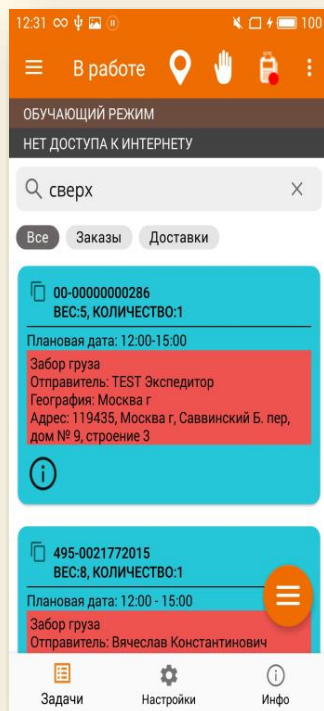 12:31 100
В работе
ОБУЧАЮЩИЙ РЕЖИМ
НЕТ ДОСТУПА К ИНТЕРНЕТУ
сверх
Все Заказы Доставки
00-00000000286
ВЕС:5, КОЛИЧЕСТВО:1
Плановая дата: 12:00-15:00
Забор груза
Отправитель: TEST Экспедитор
География: Москва г
Адрес: 119435, Москва г, Саввинский Б. пер,
дом № 9, строение 3
495-0021772015
ВЕС:8, КОЛИЧЕСТВО:1
Плановая дата: 12:00 - 15:00
Забор груза
Отправитель: Вячеслав Константинович
Задачи Настройки Инфо